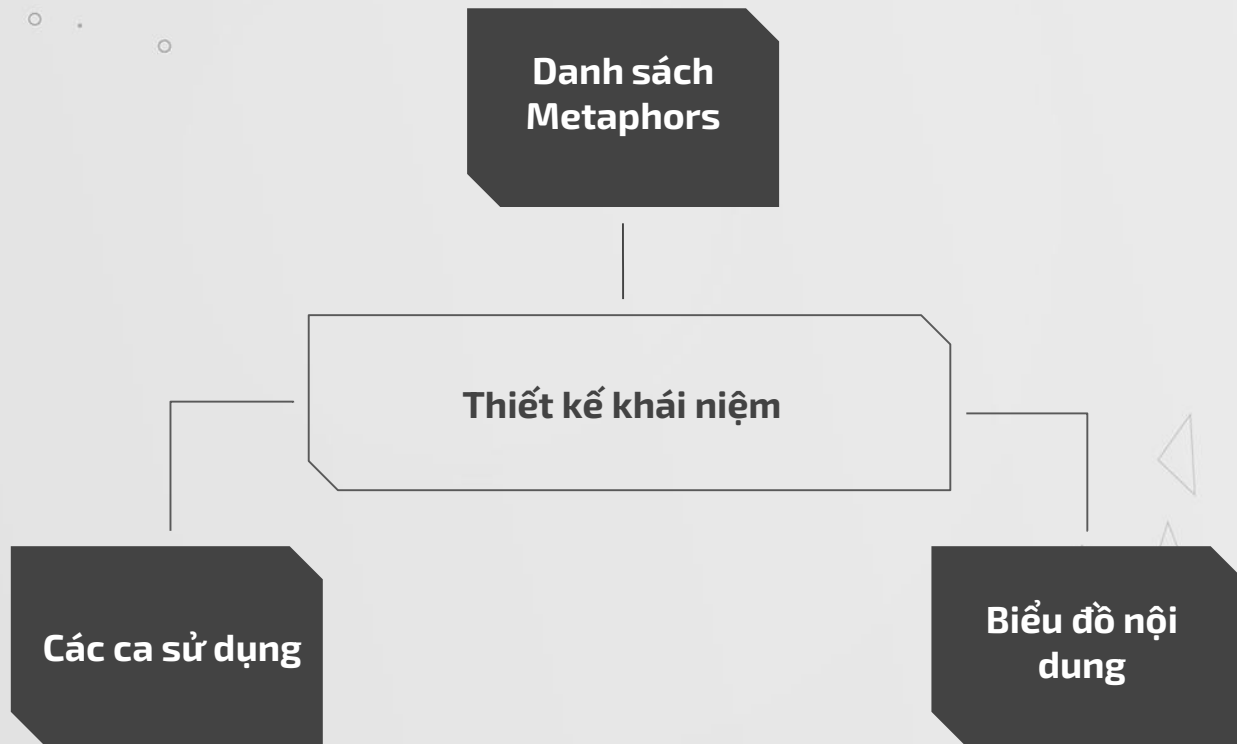 Danh sách
Metaphors
Thiết kế khái niệm
Các ca sử dụng
Biểu đồ nội
dung